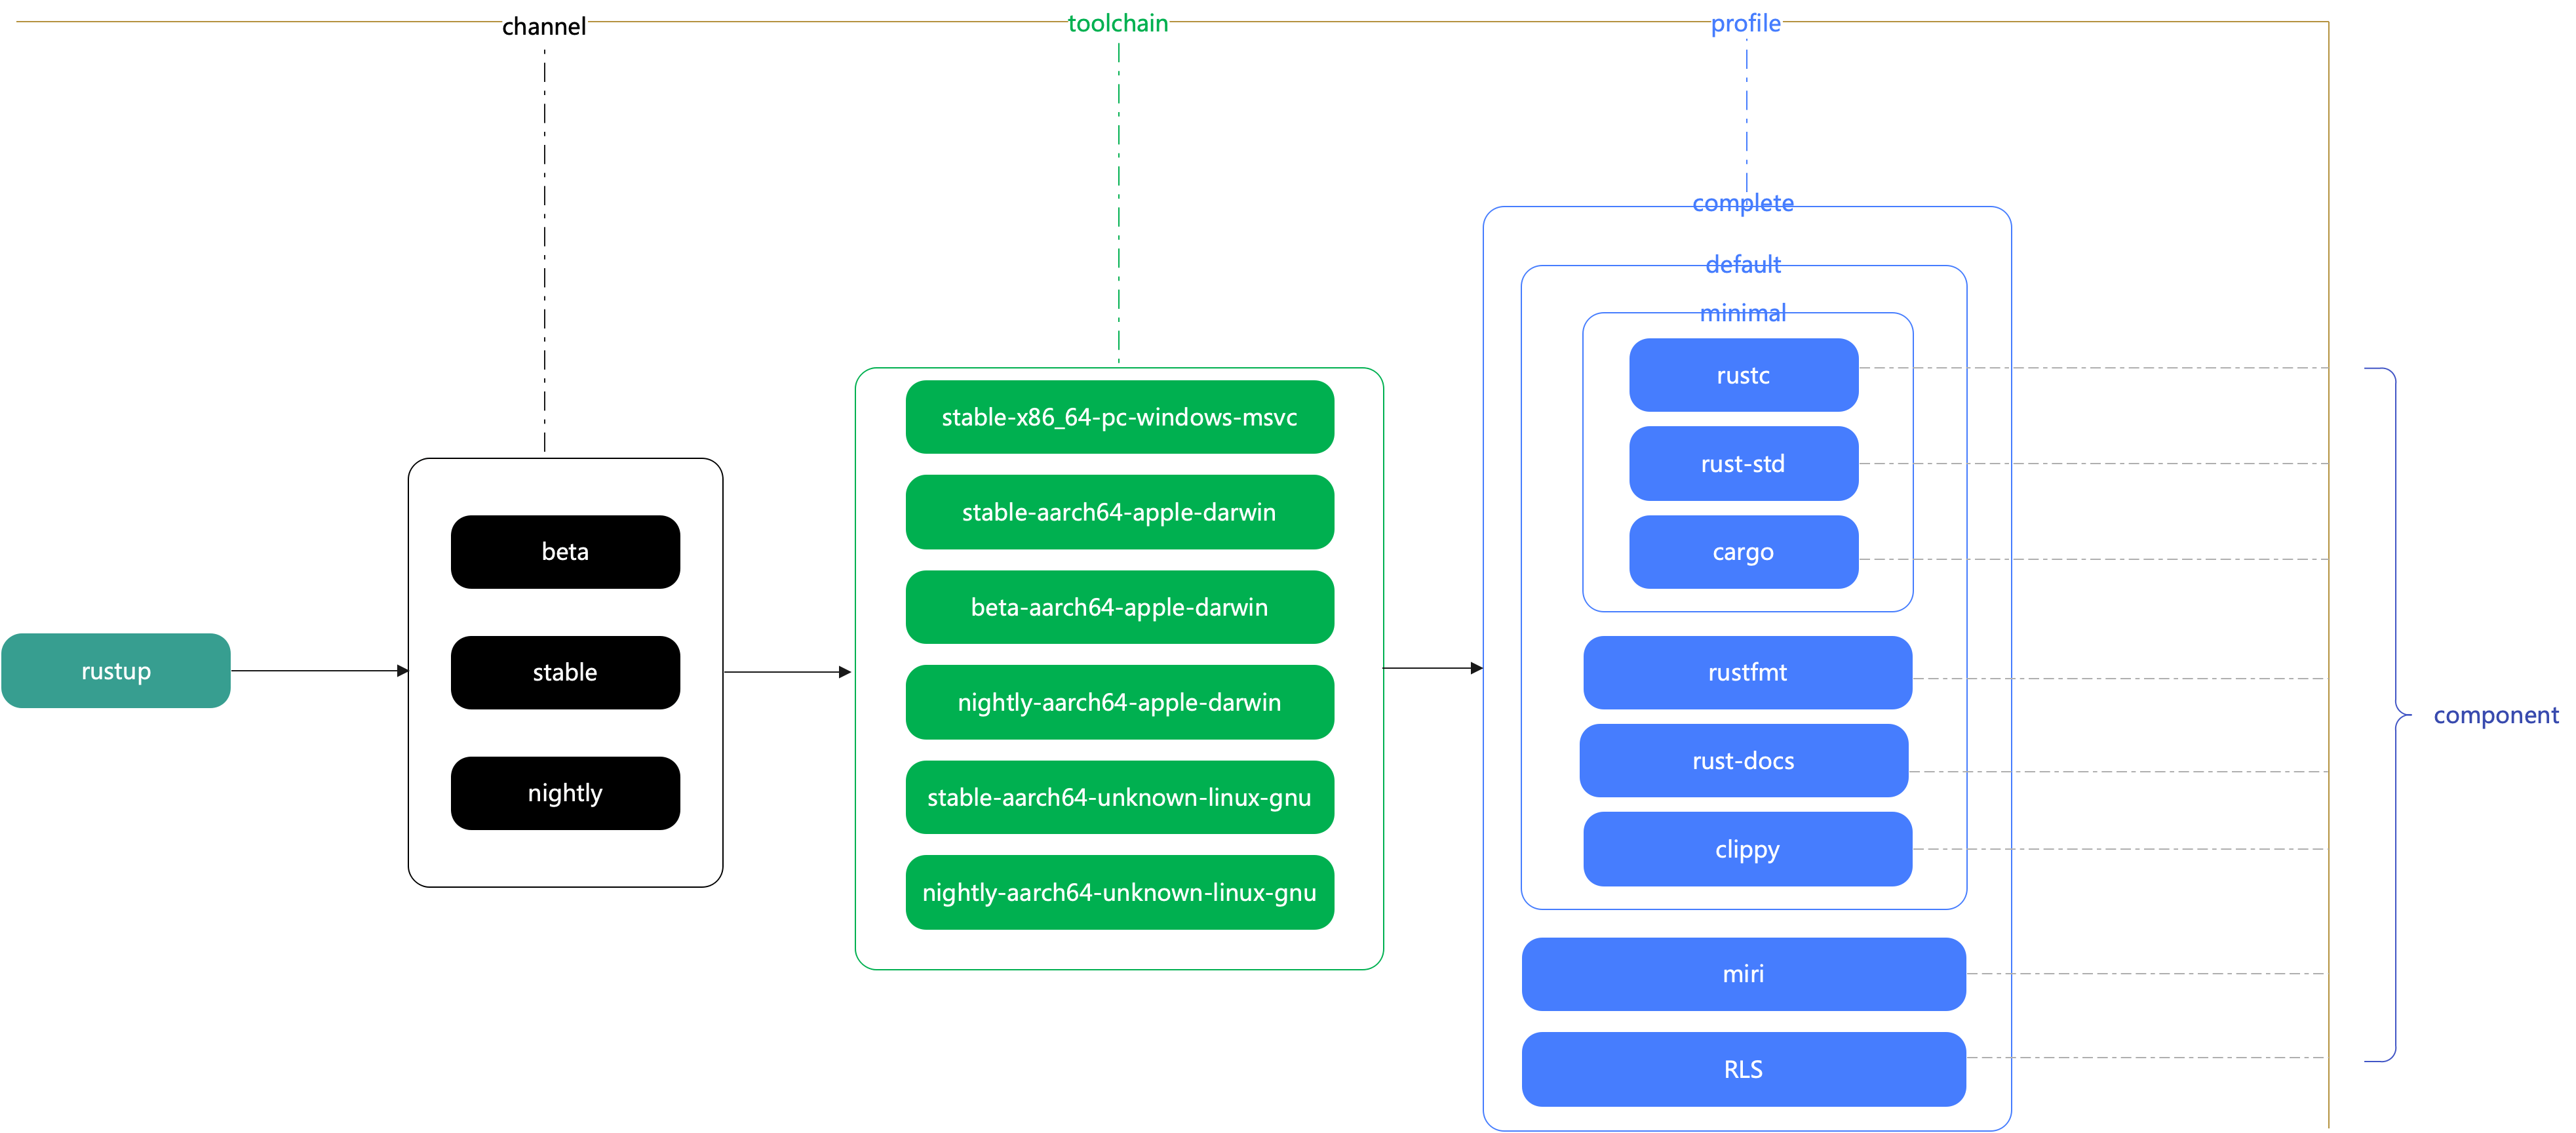 channel
toolchain
profile
complete
default
minimal
rustc
rust-std
cargo
rustfmt
rust-docs
clippy
miri
RLS
stable-x86_64-pc-windows-msvc
stable-aarch64-apple-darwin
beta-aarch64-apple-darwin
nightly-aarch64-apple-darwin
stable-aarch64-unknown-linux-gnu
nightly-aarch64-unknown-linux-gnu
beta
stable
nightly
rustup
component